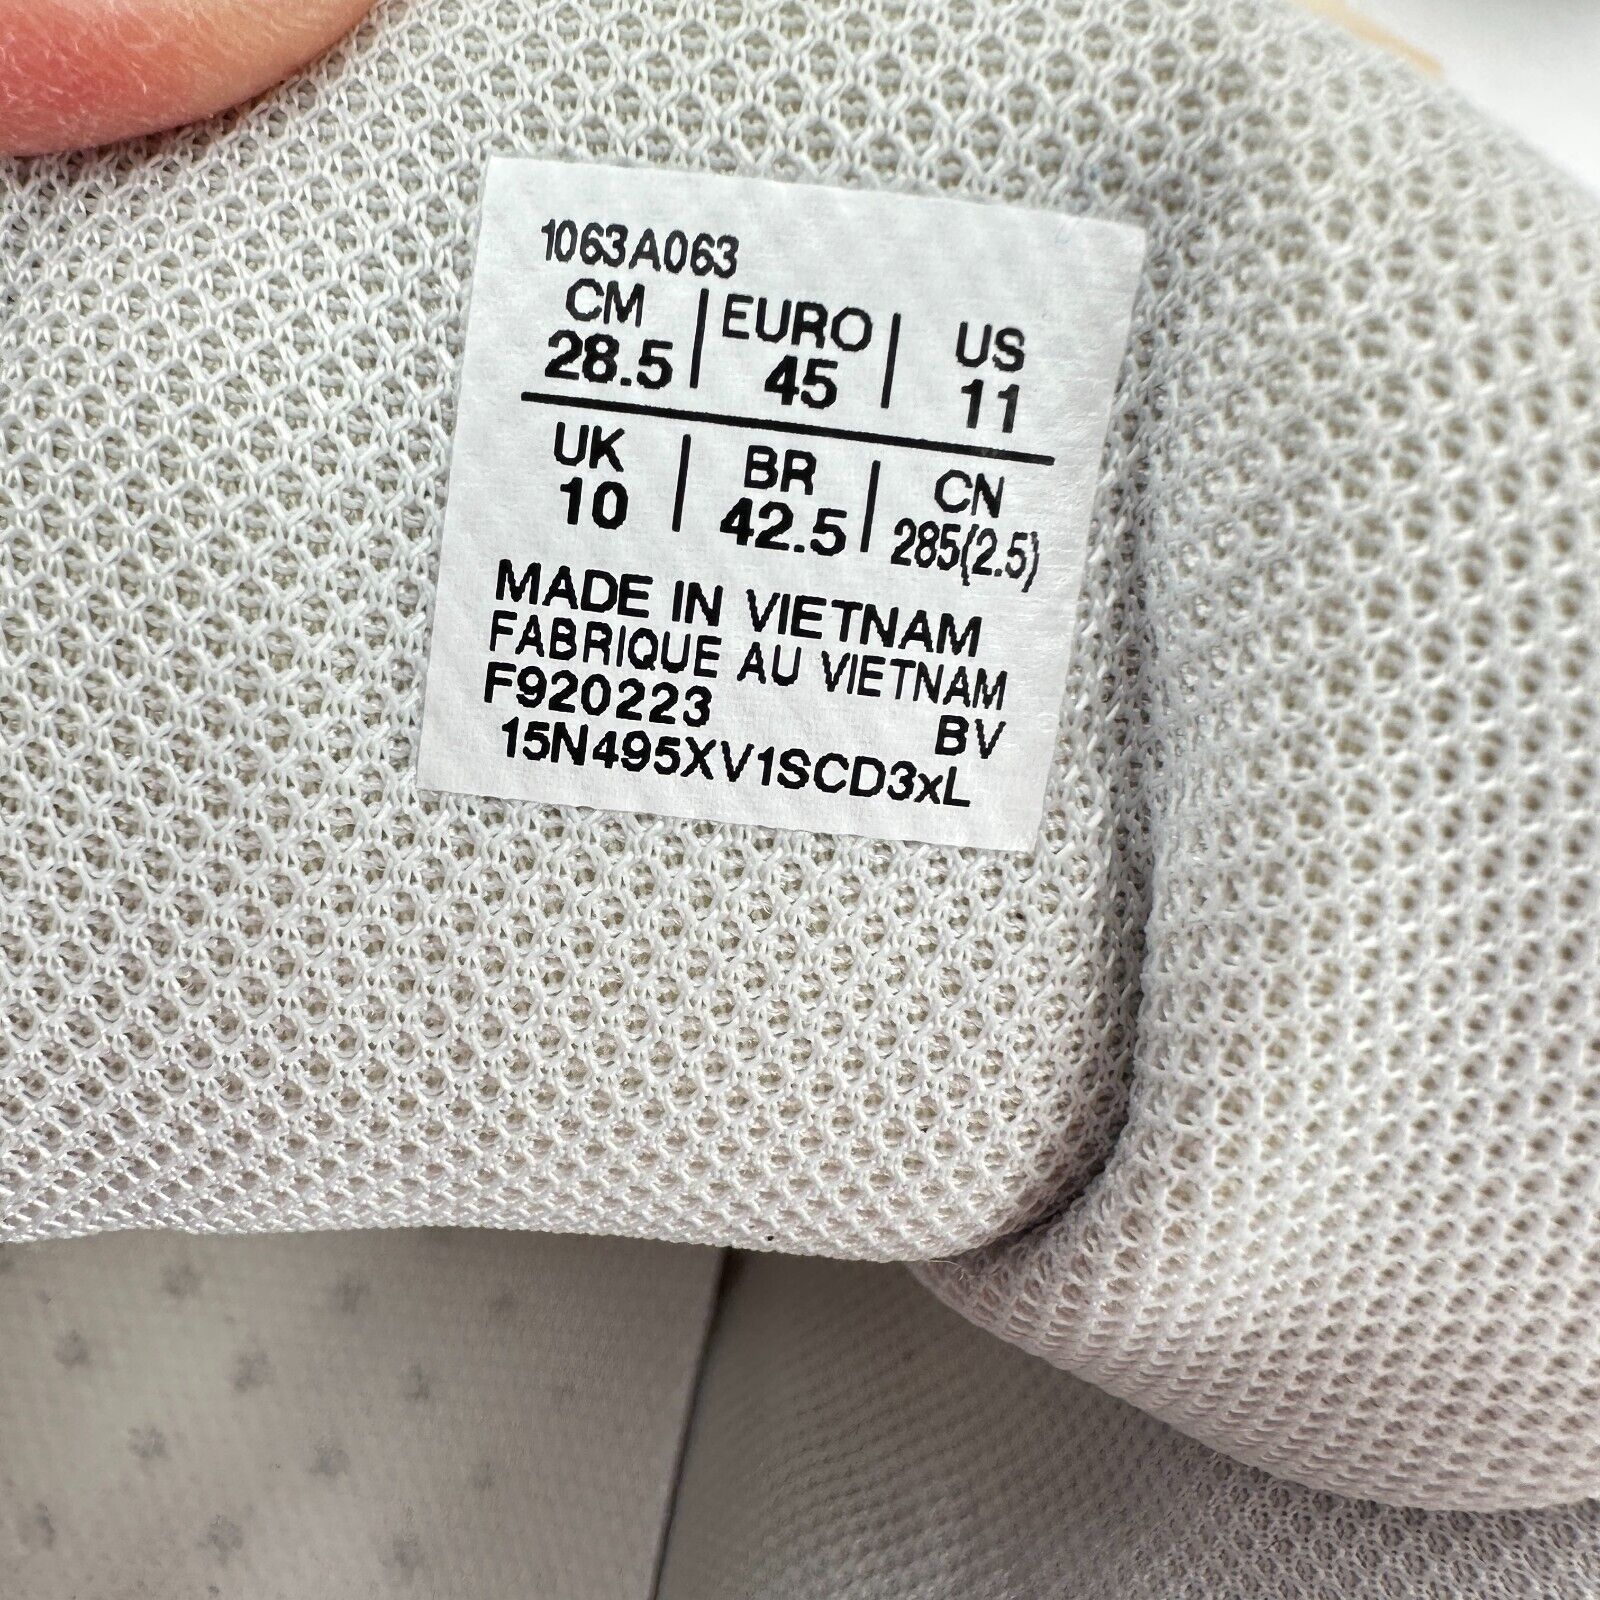 1063A063
CM | EURO | US
28.5 | 45 | 11
UK | BR | CN
10 | 42.5 | 285(2.5)
MADE IN VIETNAM
FABRIQUE AU VIETNAM
F920223 BV
15N495XV1SCD3xL